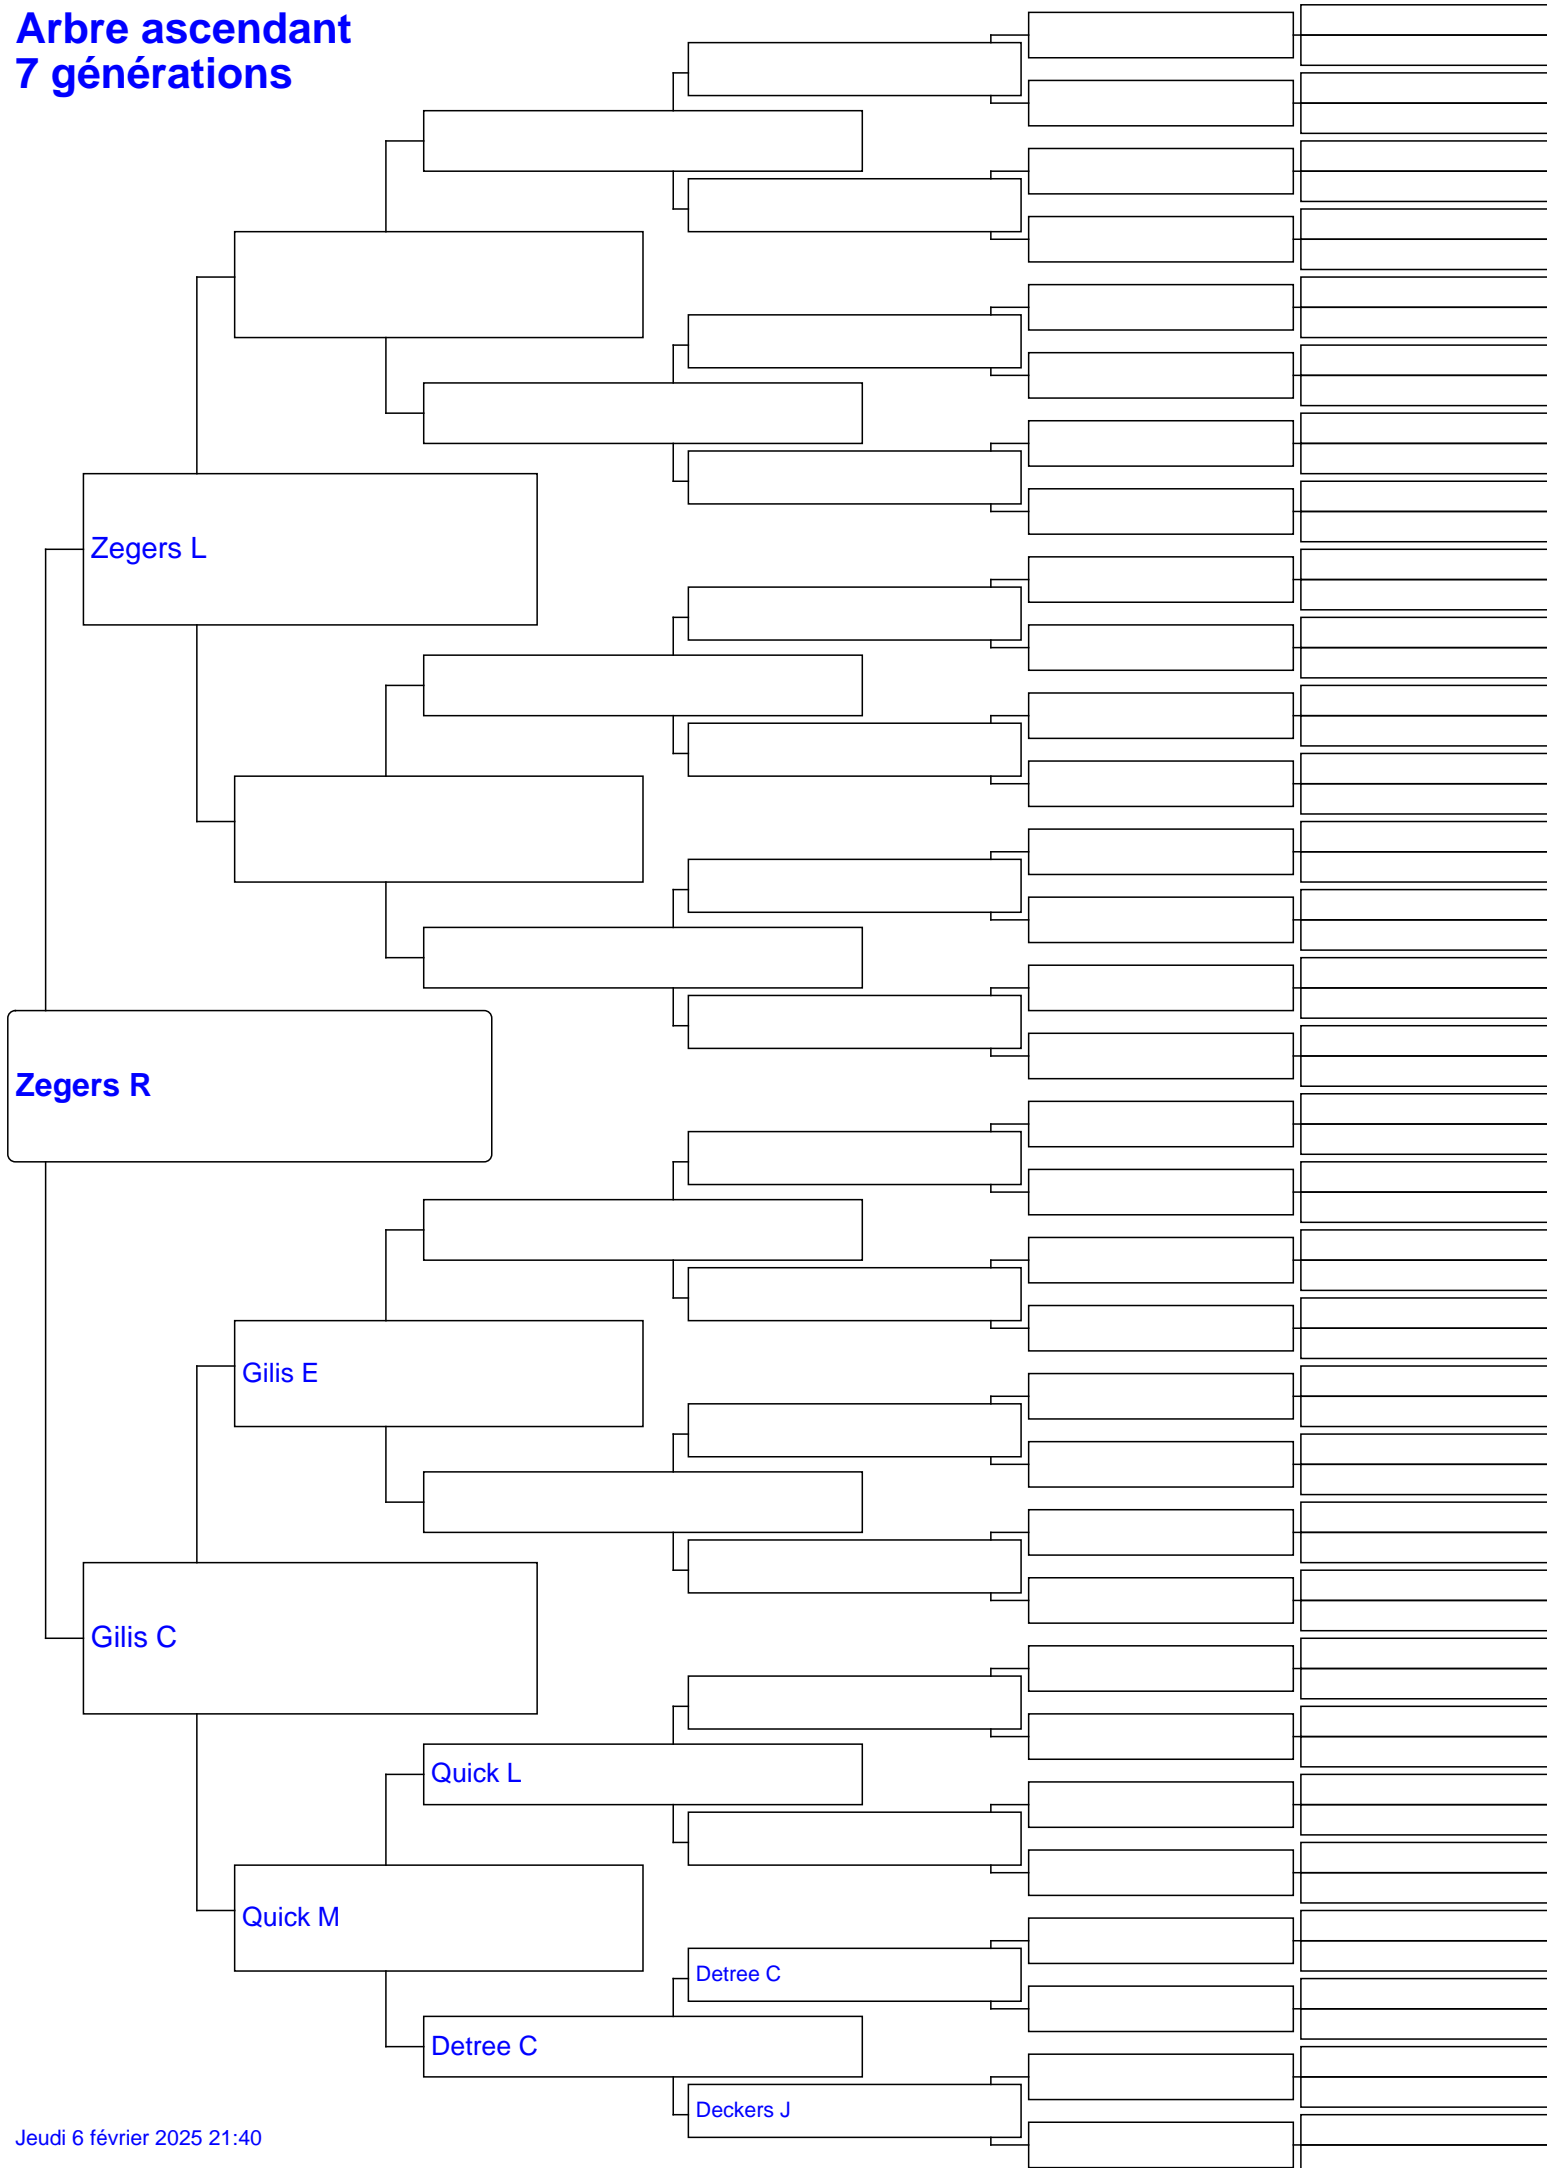 Arbre ascendant
7 générations
Zegers L
Zegers R
Gilis E
Gilis C
Quick L
Quick M
Detree C
Detree C
Deckers J
Jeudi 6 février 2025 21:40